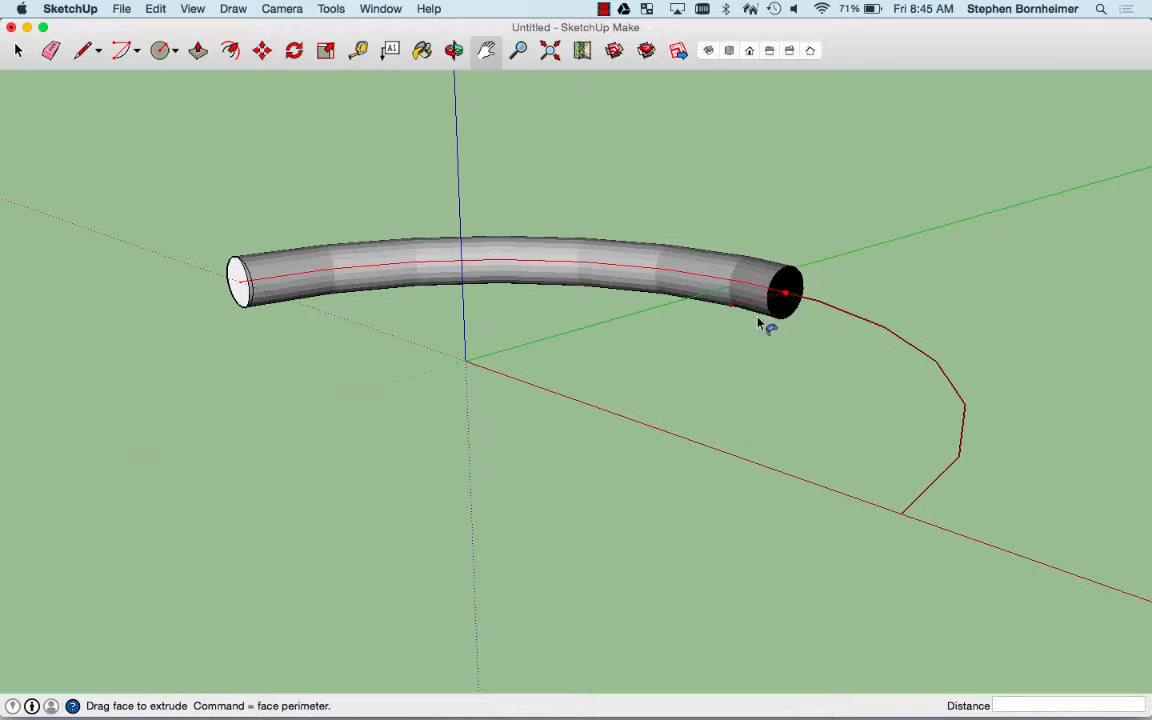 SketchUp File Edit View Draw Camera Tools Window Help 71% Fri 8:45 AM Stephen Bornheimer
Untitled - SketchUp Make
A1
Drag face to extrude Command = face perimeter. Distance